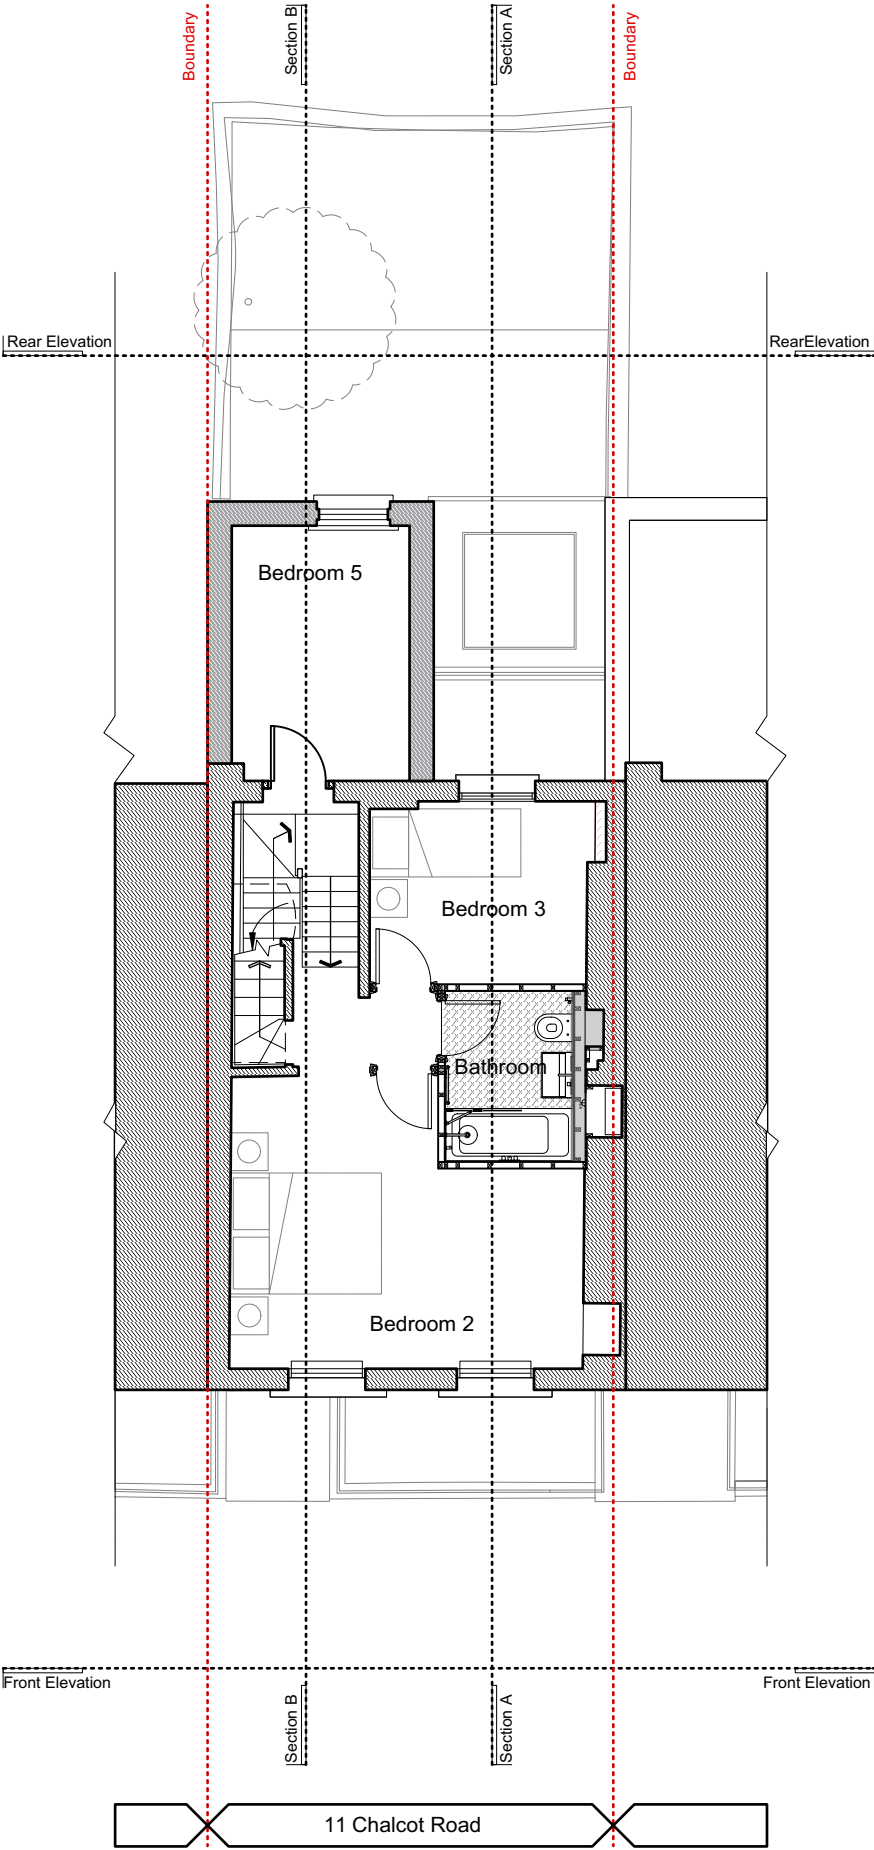 Boundary
Section B
Section A
Boundary
Rear Elevation
RearElevation
Bedroom 5
Bedroom 3
Bathroom
Bedroom 2
Front Elevation
Front Elevation
Section B
Section A
11 Chalcot Road